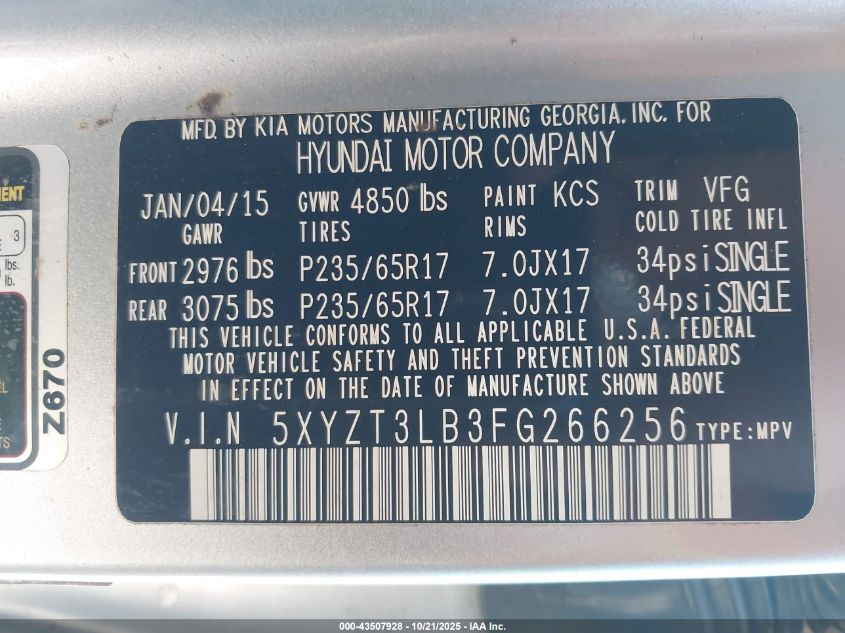 MFD. BY KIA MOTORS MANUFACTURING GEORGIA, INC. FOR
HYUNDAI MOTOR COMPANY
JAN/04/15 GVWR 4850 lbs PAINT KCS TRIM VFG
GAWR TIRES RIMS COLD TIRE INFL
FRONT 2976 lbs P235/65R17 7.0JX17 34psi SINGLE
REAR 3075 lbs P235/65R17 7.0JX17 34psi SINGLE
THIS VEHICLE CONFORMS TO ALL APPLICABLE U.S.A. FEDERAL
MOTOR VEHICLE SAFETY AND THEFT PREVENTION STANDARDS
IN EFFECT ON THE DATE OF MANUFACTURE SHOWN ABOVE
V.I.N 5XYZT3LB3FG266256 TYPE:MPV
3
lbs.
lb.
Z670
000-43507928 - 10/21/2025 - IAA Corp.